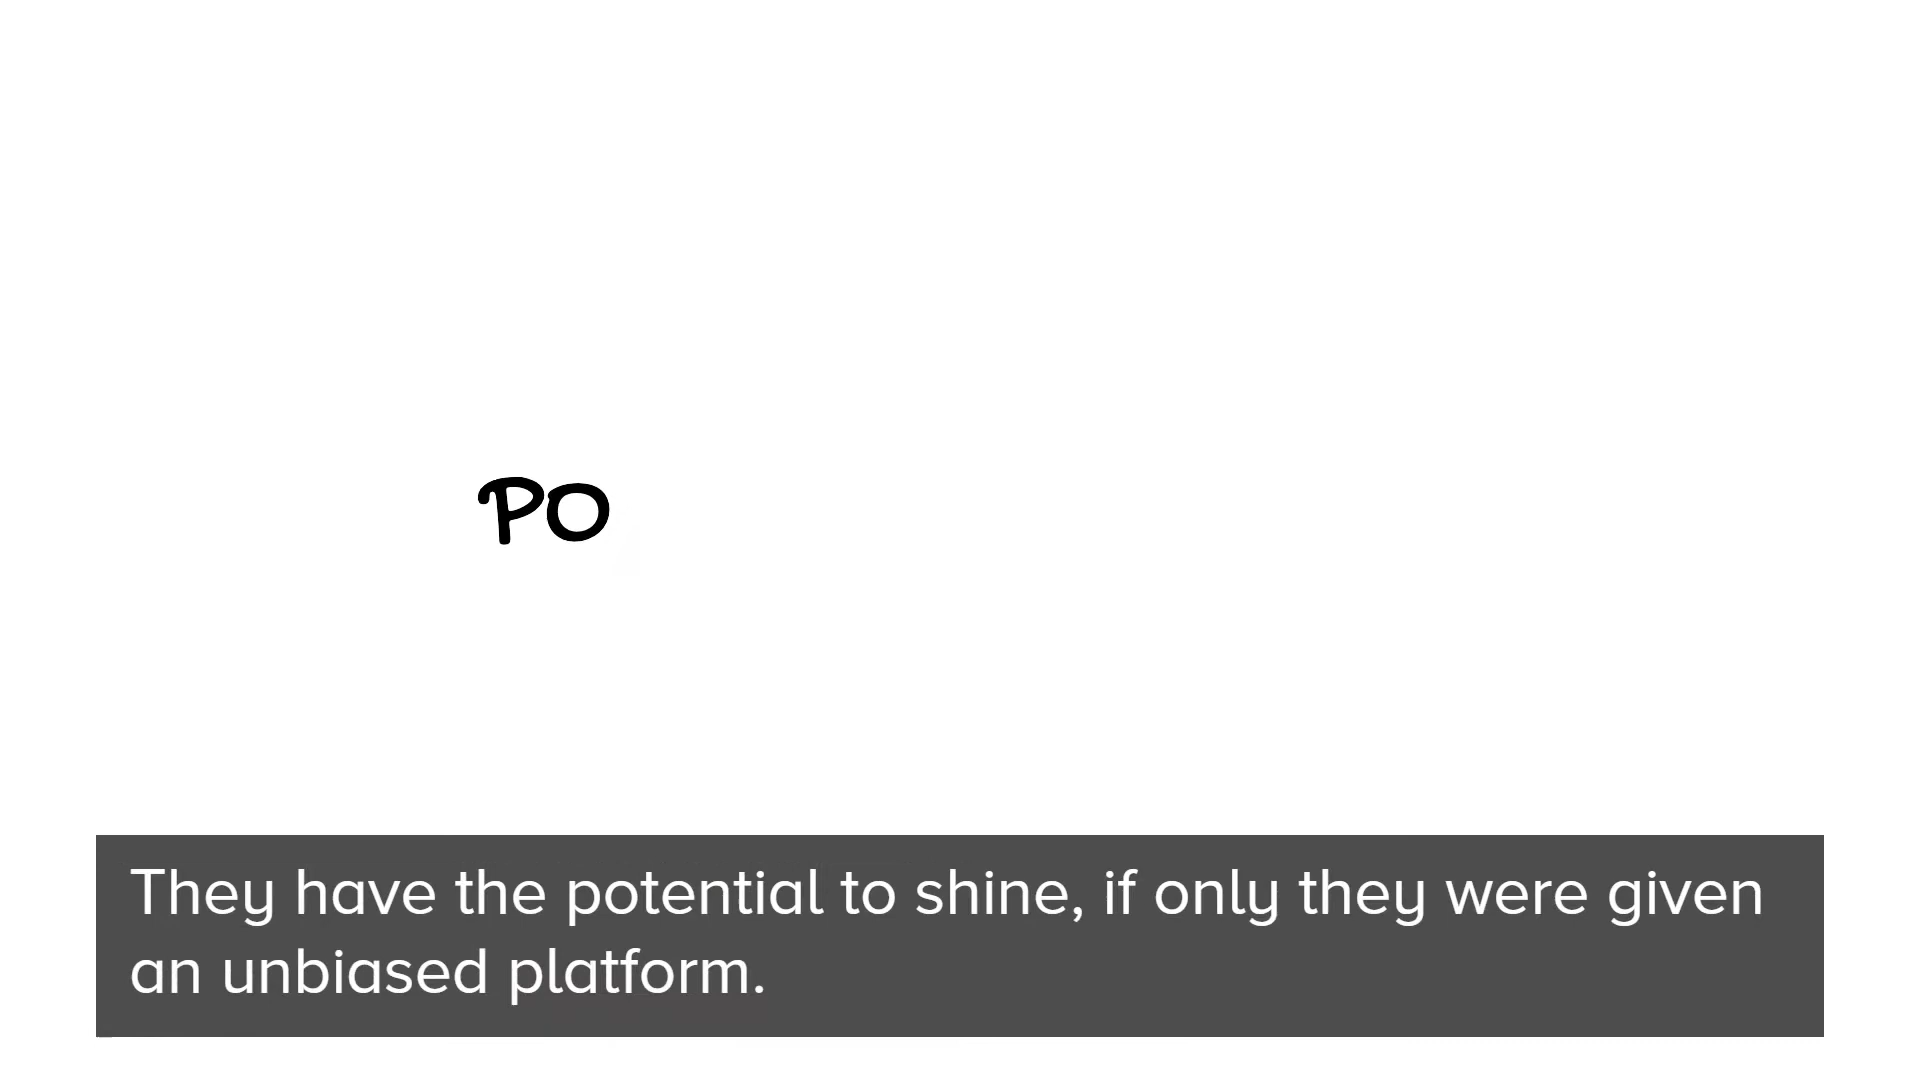 PO
They have the potential to shine, if only they were given
an unbiased platform.